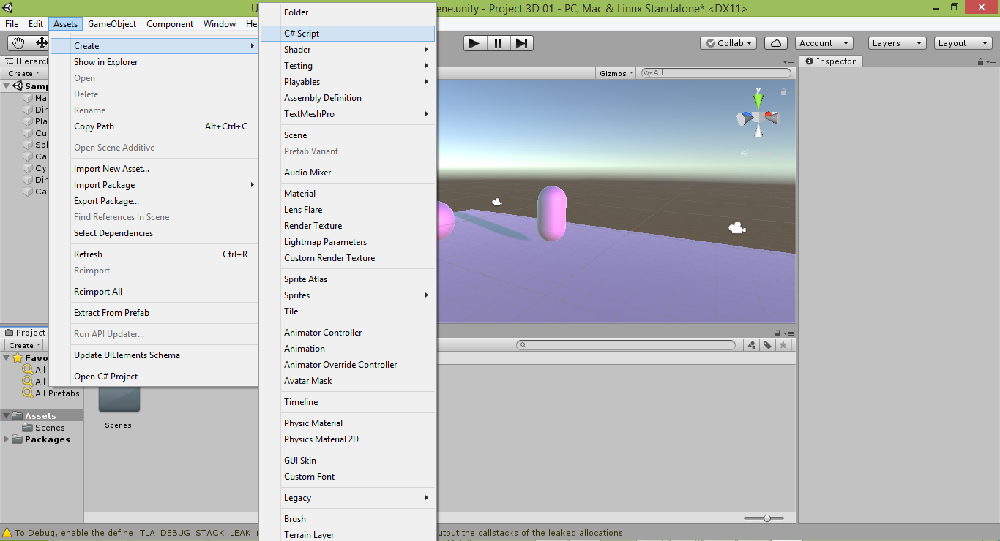 U
ene.unity - Project 3D 01 - PC, Mac & Linux Standalone* <DX11>
File Edit Assets GameObject Component Window Hel
Collab Account Layers Layout
Hierarch
Create
Gizmos All
Inspector
Samp
Mai
Dir
Pla
Cub
Sph
Cap
Cyl
Dir
Can
y
Create
Show in Explorer
Open
Delete
Rename
Copy Path Alt+Ctrl+C
Open Scene Additive
Import New Asset...
Import Package
Export Package...
Find References In Scene
Select Dependencies
Refresh Ctrl+R
Reimport
Reimport All
Extract From Prefab
Run API Updater...
Update UIElements Schema
Open C# Project
Folder
C# Script
Shader
Testing
Playables
Assembly Definition
TextMeshPro
Scene
Prefab Variant
Audio Mixer
Material
Lens Flare
Render Texture
Lightmap Parameters
Custom Render Texture
Sprite Atlas
Sprites
Tile
Animator Controller
Animation
Animator Override Controller
Avatar Mask
Timeline
Physic Material
Physics Material 2D
GUI Skin
Custom Font
Legacy
Brush
Terrain Layer
Project
Create
Favo
All
All
All Prefabs
Assets
Scenes
Packages
Scenes
To Debug, enable the define: TLA_DEBUG_STACK_LEAK in
utput the callstacks of the leaked allocations